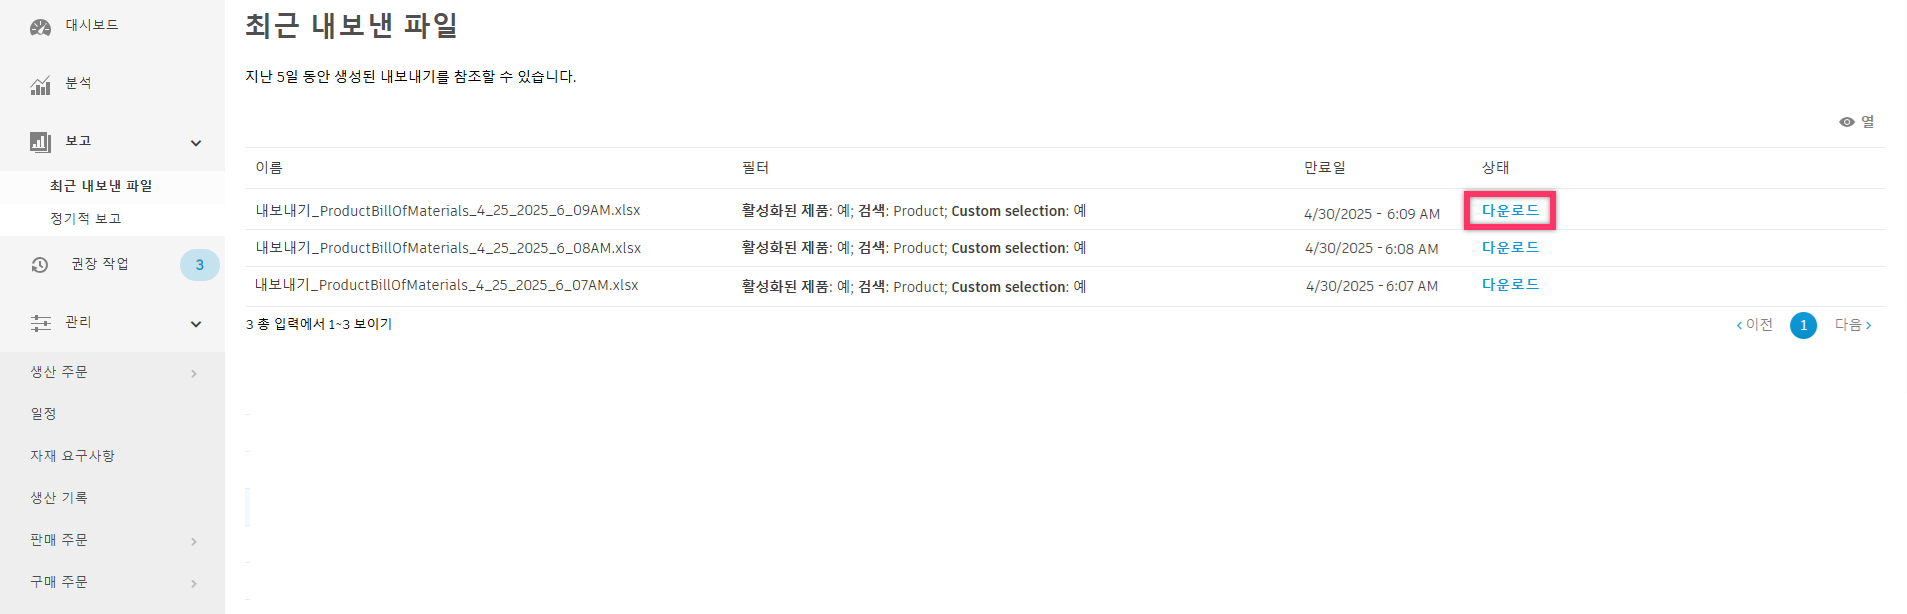 대시보드
분석
보고
최근 내보낸 파일
정기적 보고
권장 작업 3
관리
생산 주문
일정
자재 요구사항
생산 기록
판매 주문
구매 주문
최근 내보낸 파일
지난 5일 동안 생성된 내보내기를 참조할 수 있습니다.
열
이름 필터 만료일 상태
내보내기_ProductBillOfMaterials_4_25_2025_6_09AM.xlsx 활성화된 제품: 예; 검색: Product; Custom selection: 예 4/30/2025 - 6:09 AM 다운로드
내보내기_ProductBillOfMaterials_4_25_2025_6_08AM.xlsx 활성화된 제품: 예; 검색: Product; Custom selection: 예 4/30/2025 - 6:08 AM 다운로드
내보내기_ProductBillOfMaterials_4_25_2025_6_07AM.xlsx 활성화된 제품: 예; 검색: Product; Custom selection: 예 4/30/2025 - 6:07 AM 다운로드
3 총 입력에서 1~3 보이기 ‹ 이전 1 다음 ›